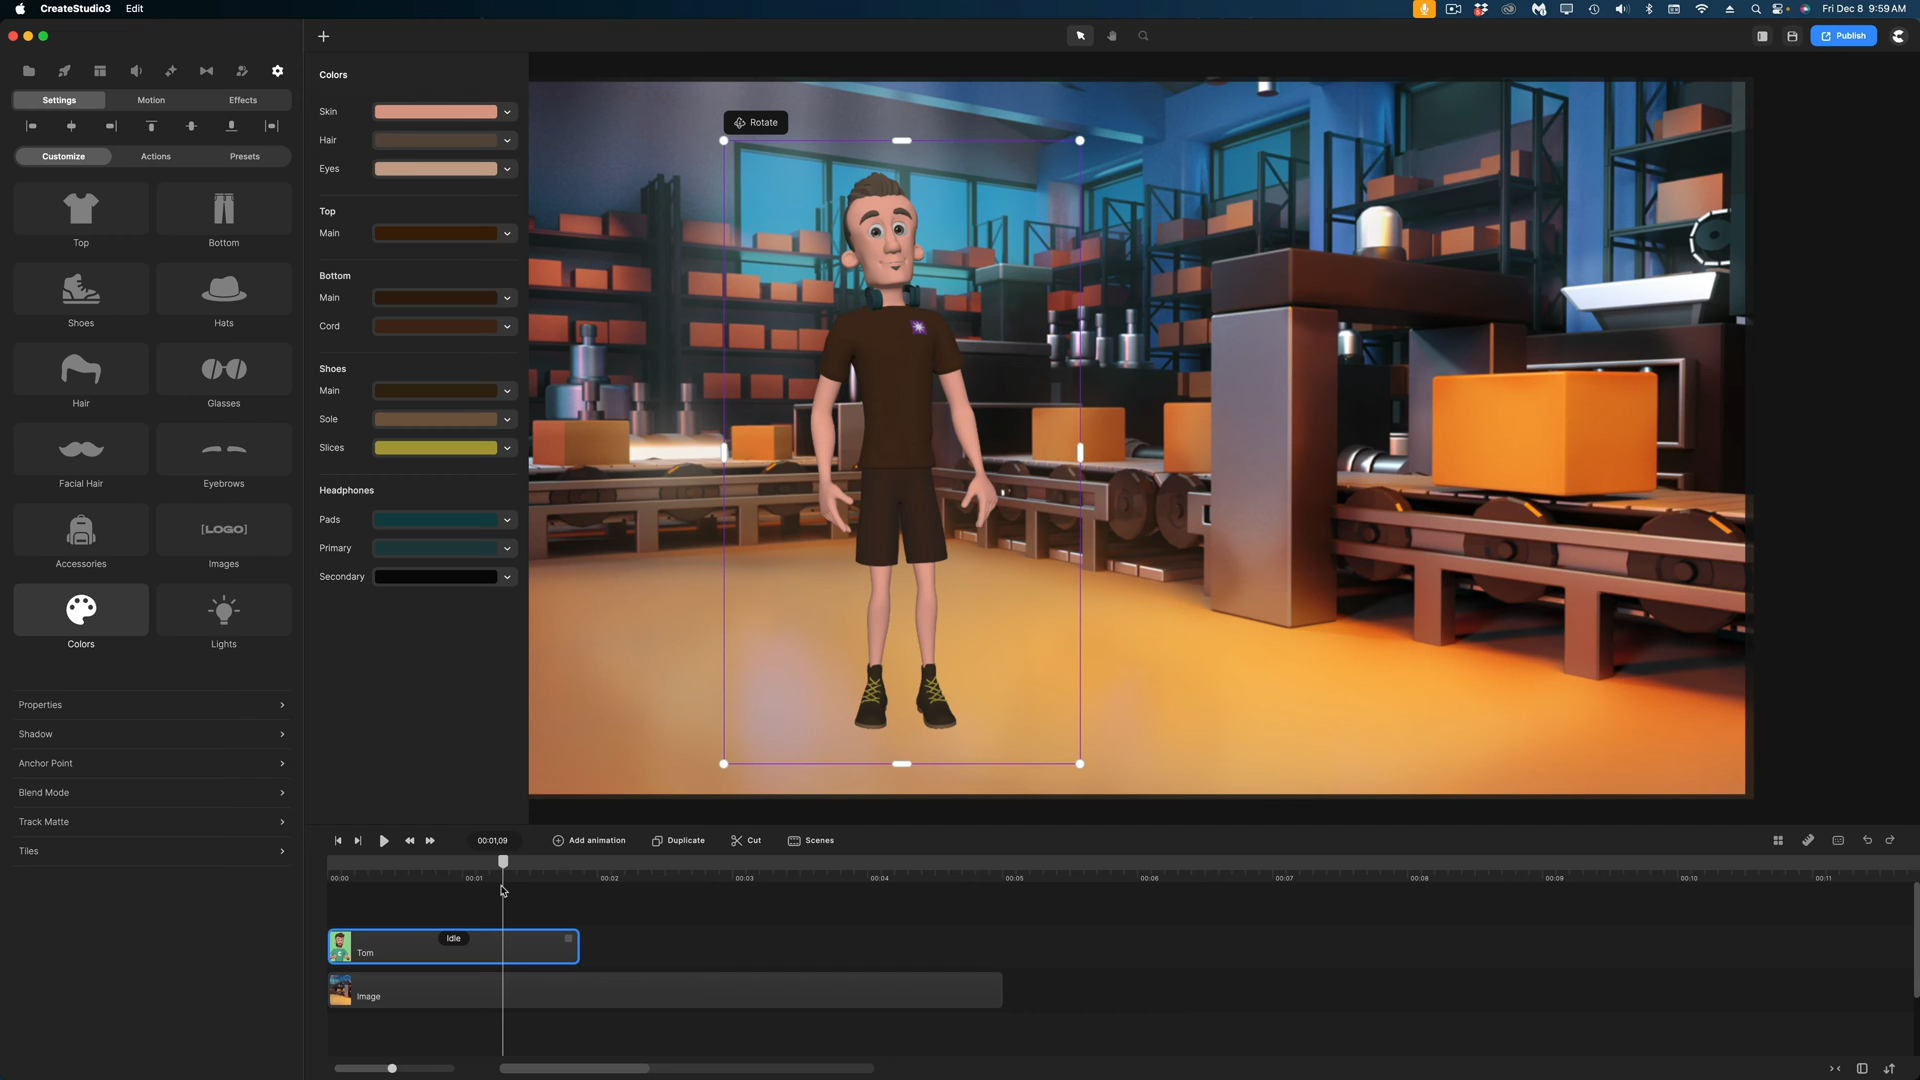 CreateStudio3 Edit
Fri Dec 8 9:59 AM
Publish
Settings Motion Effects
Customize Actions Presets
Top Bottom
Shoes Hats
Hair Glasses
Facial Hair Eyebrows
[LOGO]
Accessories Images
Colors Lights
Properties
Shadow
Anchor Point
Blend Mode
Track Matte
Tiles
Colors
Skin
Hair
Eyes
Top
Main
Bottom
Main
Cord
Shoes
Main
Sole
Slices
Headphones
Pads
Primary
Secondary
Rotate
00:01,09 Add animation Duplicate Cut Scenes
00:00 00:01 00:02 00:03 00:04 00:05 00:06 00:07 00:08 00:09 00:10 00:11
Idle
Tom
Image